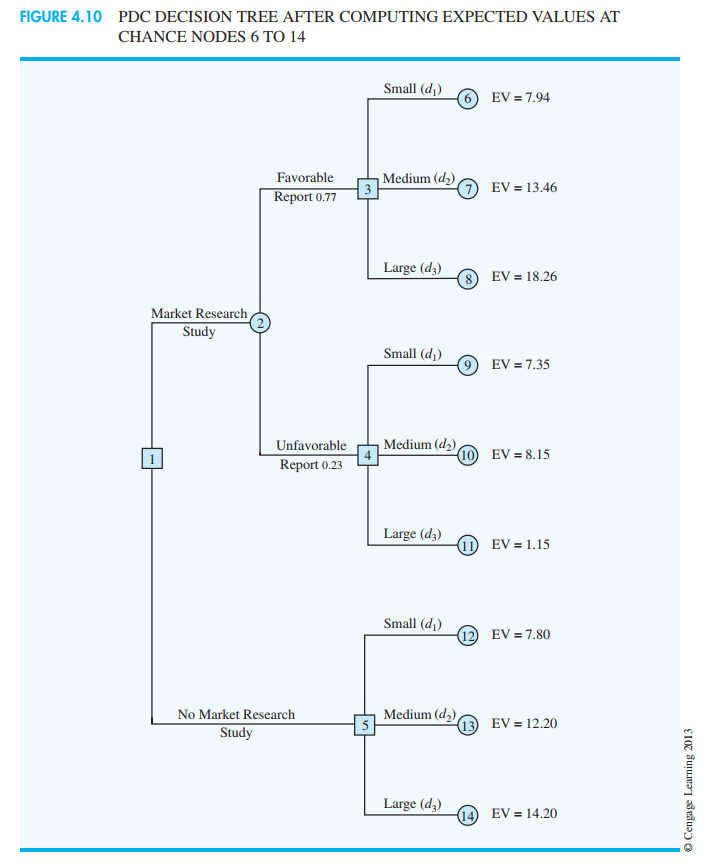 FIGURE 4.10 PDC DECISION TREE AFTER COMPUTING EXPECTED VALUES AT
CHANCE NODES 6 TO 14
Small (d₁)
6 EV = 7.94
Favorable
Report 0.77
3 Medium (d₂) 7 EV = 13.46
Large (d₃)
8 EV = 18.26
Market Research
Study
2
Small (d₁)
9 EV = 7.35
Unfavorable
Report 0.23
4 Medium (d₂) 10 EV = 8.15
1
Large (d₃)
11 EV = 1.15
Small (d₁)
12 EV = 7.80
No Market Research
Study
5 Medium (d₂) 13 EV = 12.20
Large (d₃)
14 EV = 14.20
© Cengage Learning 2013